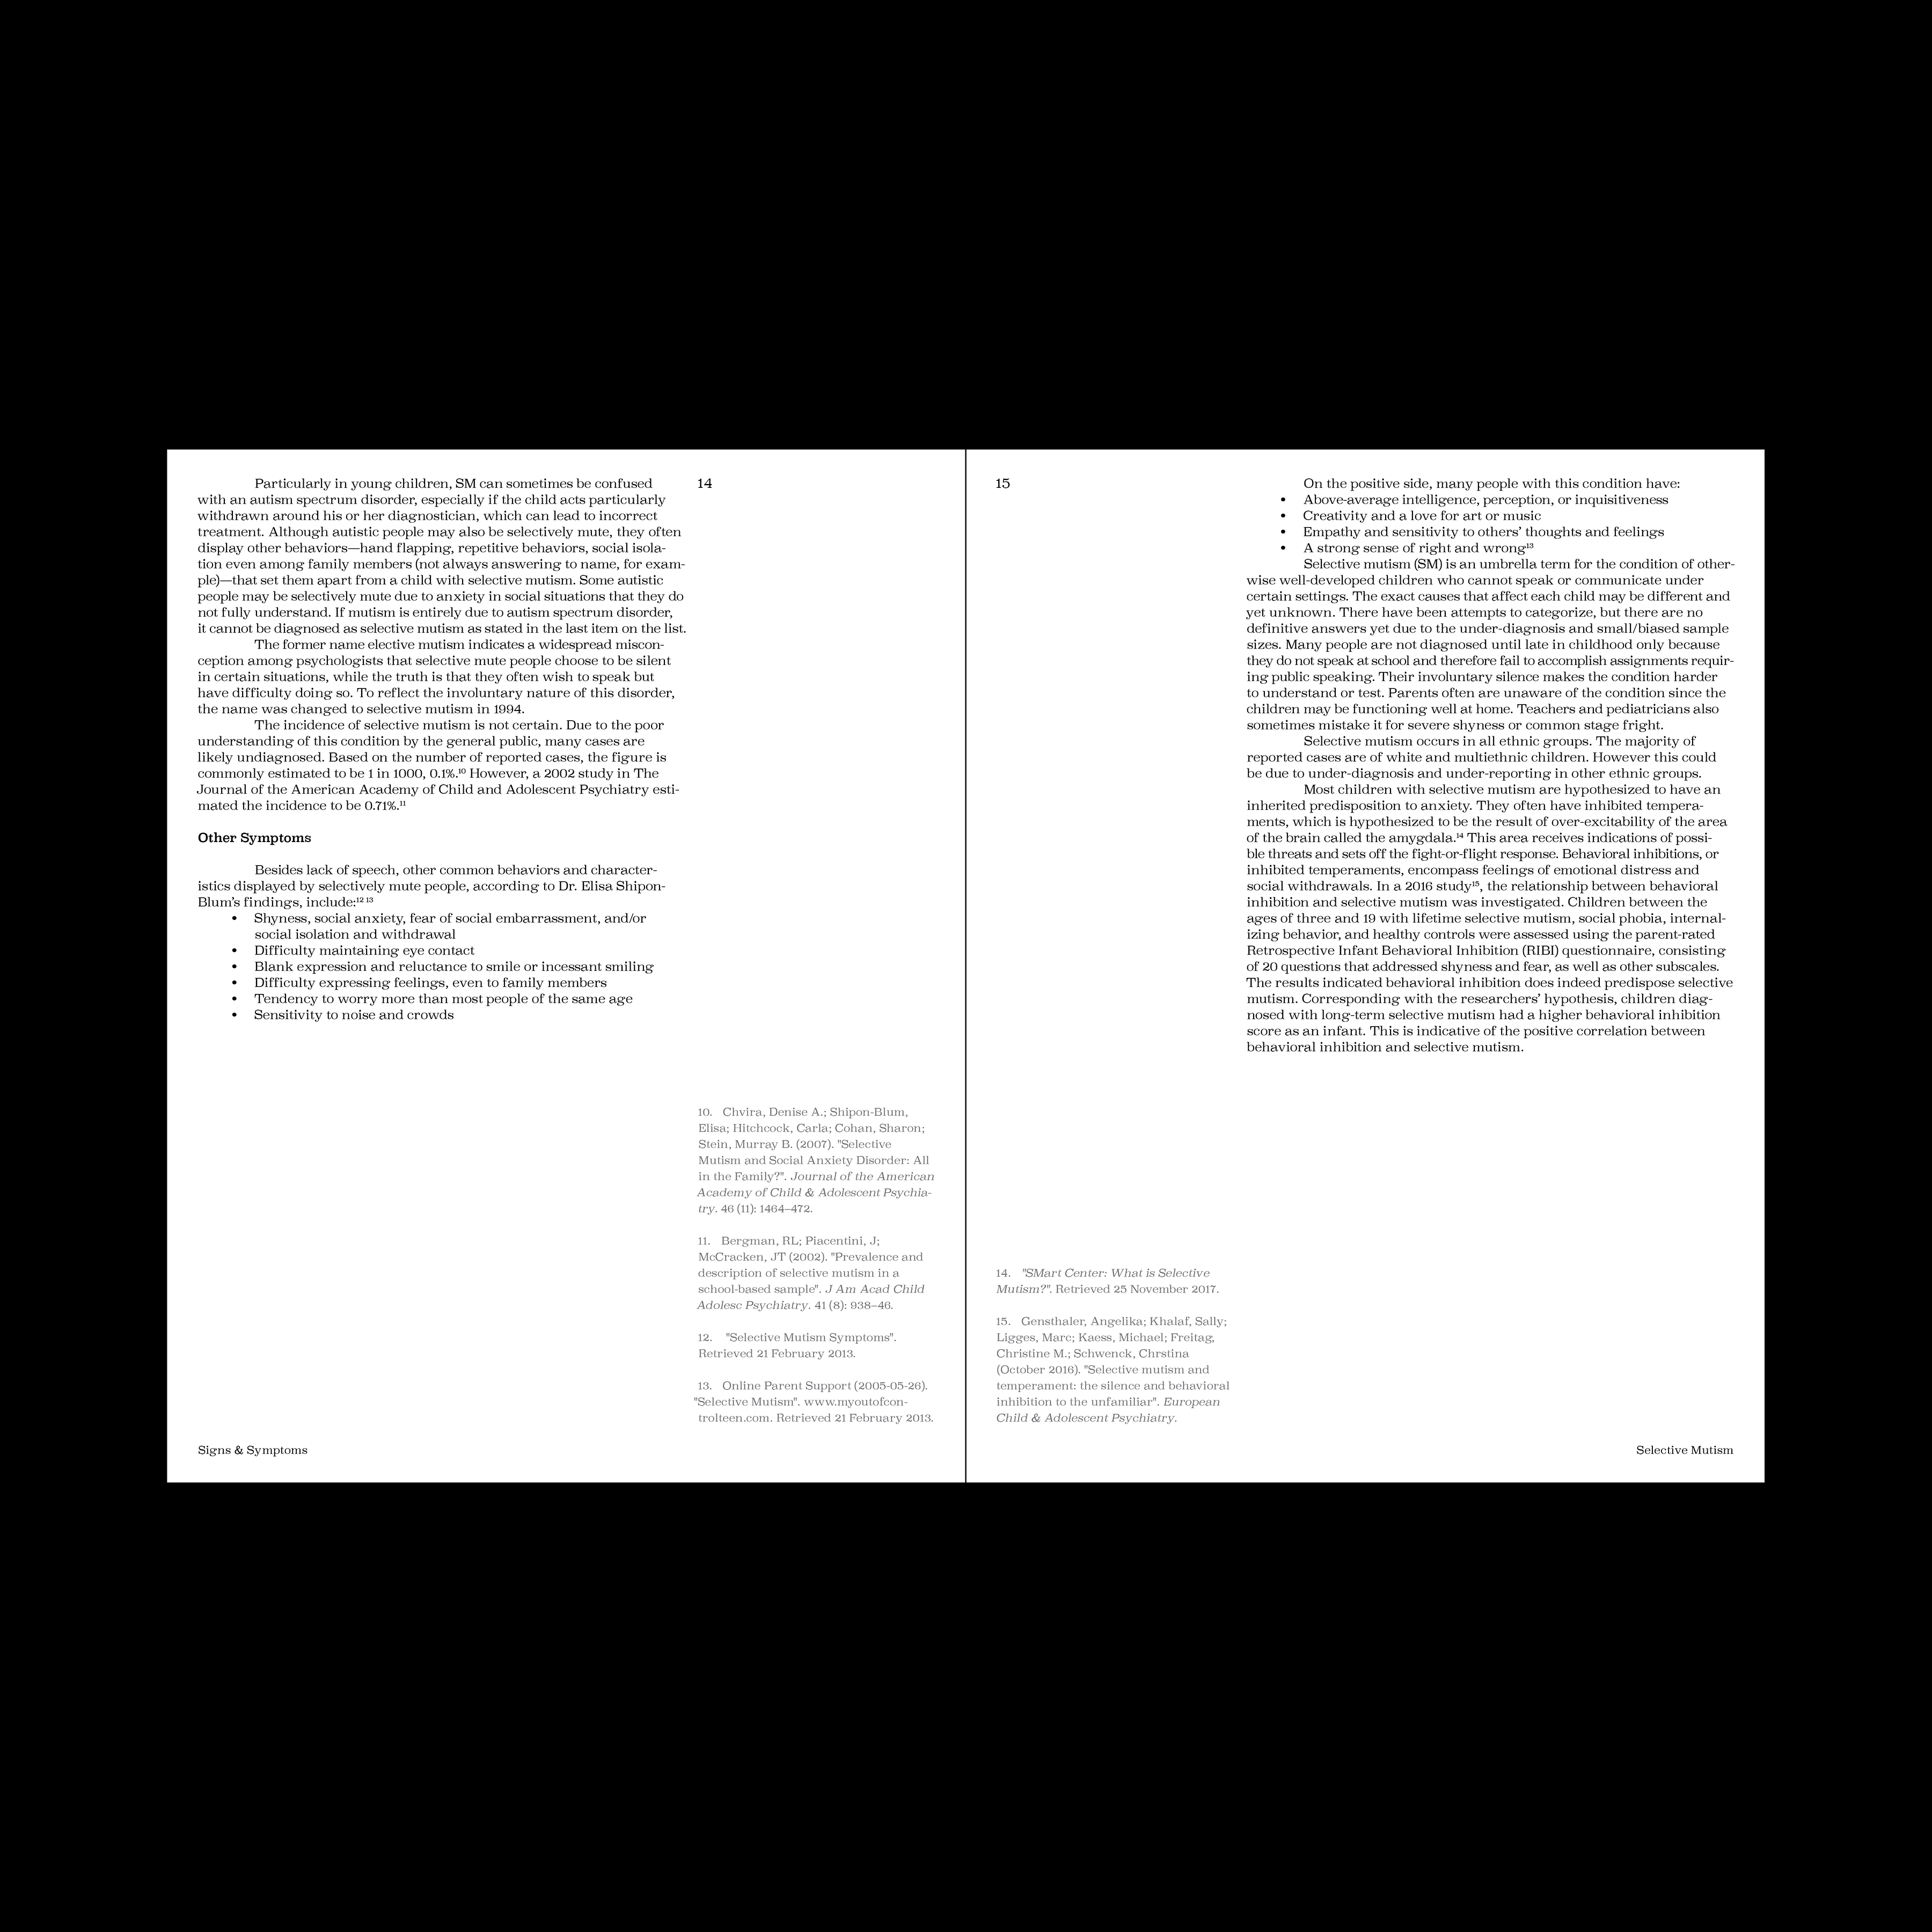 Particularly in young children, SM can sometimes be confused
with an autism spectrum disorder, especially if the child acts particularly
withdrawn around his or her diagnostician, which can lead to incorrect
treatment. Although autistic people may also be selectively mute, they often
display other behaviors—hand flapping, repetitive behaviors, social isola-
tion even among family members (not always answering to name, for exam-
ple)—that set them apart from a child with selective mutism. Some autistic
people may be selectively mute due to anxiety in social situations that they do
not fully understand. If mutism is entirely due to autism spectrum disorder,
it cannot be diagnosed as selective mutism as stated in the last item on the list.
The former name elective mutism indicates a widespread miscon-
ception among psychologists that selective mute people choose to be silent
in certain situations, while the truth is that they often wish to speak but
have difficulty doing so. To reflect the involuntary nature of this disorder,
the name was changed to selective mutism in 1994.
The incidence of selective mutism is not certain. Due to the poor
understanding of this condition by the general public, many cases are
likely undiagnosed. Based on the number of reported cases, the figure is
commonly estimated to be 1 in 1000, 0.1%.¹⁰ However, a 2002 study in The
Journal of the American Academy of Child and Adolescent Psychiatry esti-
mated the incidence to be 0.71%.¹¹
Other Symptoms
Besides lack of speech, other common behaviors and character-
istics displayed by selectively mute people, according to Dr. Elisa Shipon-
Blum’s findings, include:¹² ¹³
• Shyness, social anxiety, fear of social embarrassment, and/or
social isolation and withdrawal
• Difficulty maintaining eye contact
• Blank expression and reluctance to smile or incessant smiling
• Difficulty expressing feelings, even to family members
• Tendency to worry more than most people of the same age
• Sensitivity to noise and crowds
14
10. Chvira, Denise A.; Shipon-Blum,
Elisa; Hitchcock, Carla; Cohan, Sharon;
Stein, Murray B. (2007). "Selective
Mutism and Social Anxiety Disorder: All
in the Family?". Journal of the American
Academy of Child & Adolescent Psychia-
try. 46 (11): 1464–472.
11. Bergman, RL; Piacentini, J;
McCracken, JT (2002). "Prevalence and
description of selective mutism in a
school-based sample". J Am Acad Child
Adolesc Psychiatry. 41 (8): 938–46.
12. "Selective Mutism Symptoms".
Retrieved 21 February 2013.
13. Online Parent Support (2005-05-26).
"Selective Mutism". www.myoutofcon-
trolteen.com. Retrieved 21 February 2013.
Signs & Symptoms
15
14. "SMart Center: What is Selective
Mutism?". Retrieved 25 November 2017.
15. Gensthaler, Angelika; Khalaf, Sally;
Ligges, Marc; Kaess, Michael; Freitag,
Christine M.; Schwenck, Chrstina
(October 2016). "Selective mutism and
temperament: the silence and behavioral
inhibition to the unfamiliar". European
Child & Adolescent Psychiatry.
On the positive side, many people with this condition have:
• Above-average intelligence, perception, or inquisitiveness
• Creativity and a love for art or music
• Empathy and sensitivity to others’ thoughts and feelings
• A strong sense of right and wrong¹³
Selective mutism (SM) is an umbrella term for the condition of other-
wise well-developed children who cannot speak or communicate under
certain settings. The exact causes that affect each child may be different and
yet unknown. There have been attempts to categorize, but there are no
definitive answers yet due to the under-diagnosis and small/biased sample
sizes. Many people are not diagnosed until late in childhood only because
they do not speak at school and therefore fail to accomplish assignments requir-
ing public speaking. Their involuntary silence makes the condition harder
to understand or test. Parents often are unaware of the condition since the
children may be functioning well at home. Teachers and pediatricians also
sometimes mistake it for severe shyness or common stage fright.
Selective mutism occurs in all ethnic groups. The majority of
reported cases are of white and multiethnic children. However this could
be due to under-diagnosis and under-reporting in other ethnic groups.
Most children with selective mutism are hypothesized to have an
inherited predisposition to anxiety. They often have inhibited tempera-
ments, which is hypothesized to be the result of over-excitability of the area
of the brain called the amygdala.¹⁴ This area receives indications of possi-
ble threats and sets off the fight-or-flight response. Behavioral inhibitions, or
inhibited temperaments, encompass feelings of emotional distress and
social withdrawals. In a 2016 study¹⁵, the relationship between behavioral
inhibition and selective mutism was investigated. Children between the
ages of three and 19 with lifetime selective mutism, social phobia, internal-
izing behavior, and healthy controls were assessed using the parent-rated
Retrospective Infant Behavioral Inhibition (RIBI) questionnaire, consisting
of 20 questions that addressed shyness and fear, as well as other subscales.
The results indicated behavioral inhibition does indeed predispose selective
mutism. Corresponding with the researchers’ hypothesis, children diag-
nosed with long-term selective mutism had a higher behavioral inhibition
score as an infant. This is indicative of the positive correlation between
behavioral inhibition and selective mutism.
Selective Mutism